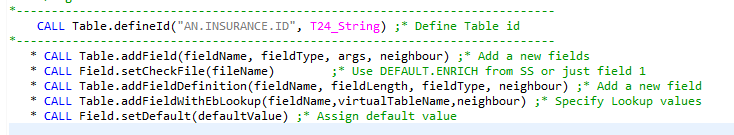 *-----------------------------------------------------------------------------
CALL Table.defineId("AN.INSURANCE.ID", T24_String) ;* Define Table id
*-----------------------------------------------------------------------------
* CALL Table.addField(fieldName, fieldType, args, neighbour) ;* Add a new fields
* CALL Field.setCheckFile(fileName) ;* Use DEFAULT.ENRICH from SS or just field 1
* CALL Table.addFieldDefinition(fieldName, fieldLength, fieldType, neighbour) ;* Add a new field
* CALL Table.addFieldWithEbLookup(fieldName,virtualTableName,neighbour) ;* Specify Lookup values
* CALL Field.setDefault(defaultValue) ;* Assign default value